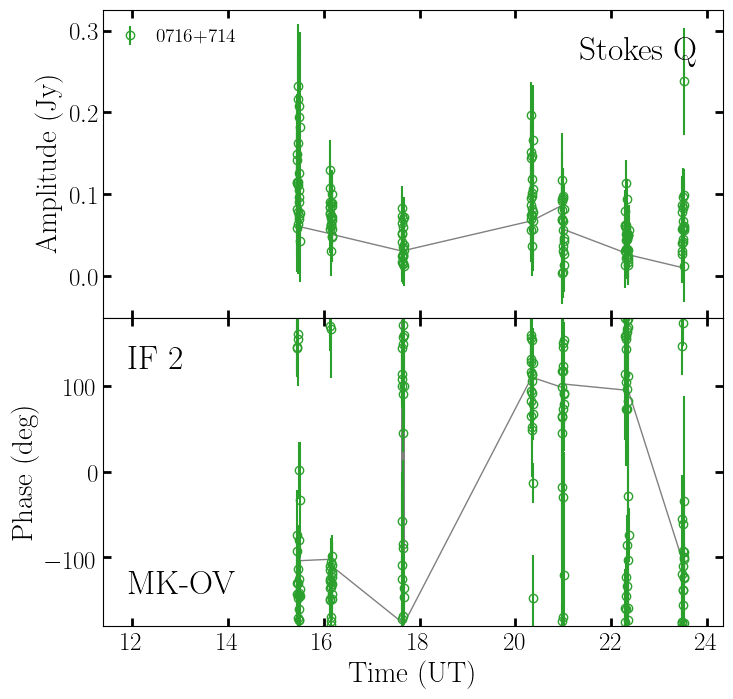 0.3
0.2
0.1
0.0
Amplitude (Jy)
0716+714
Stokes Q
100
0
−100
Phase (deg)
IF 2
MK-OV
12 14 16 18 20 22 24
Time (UT)